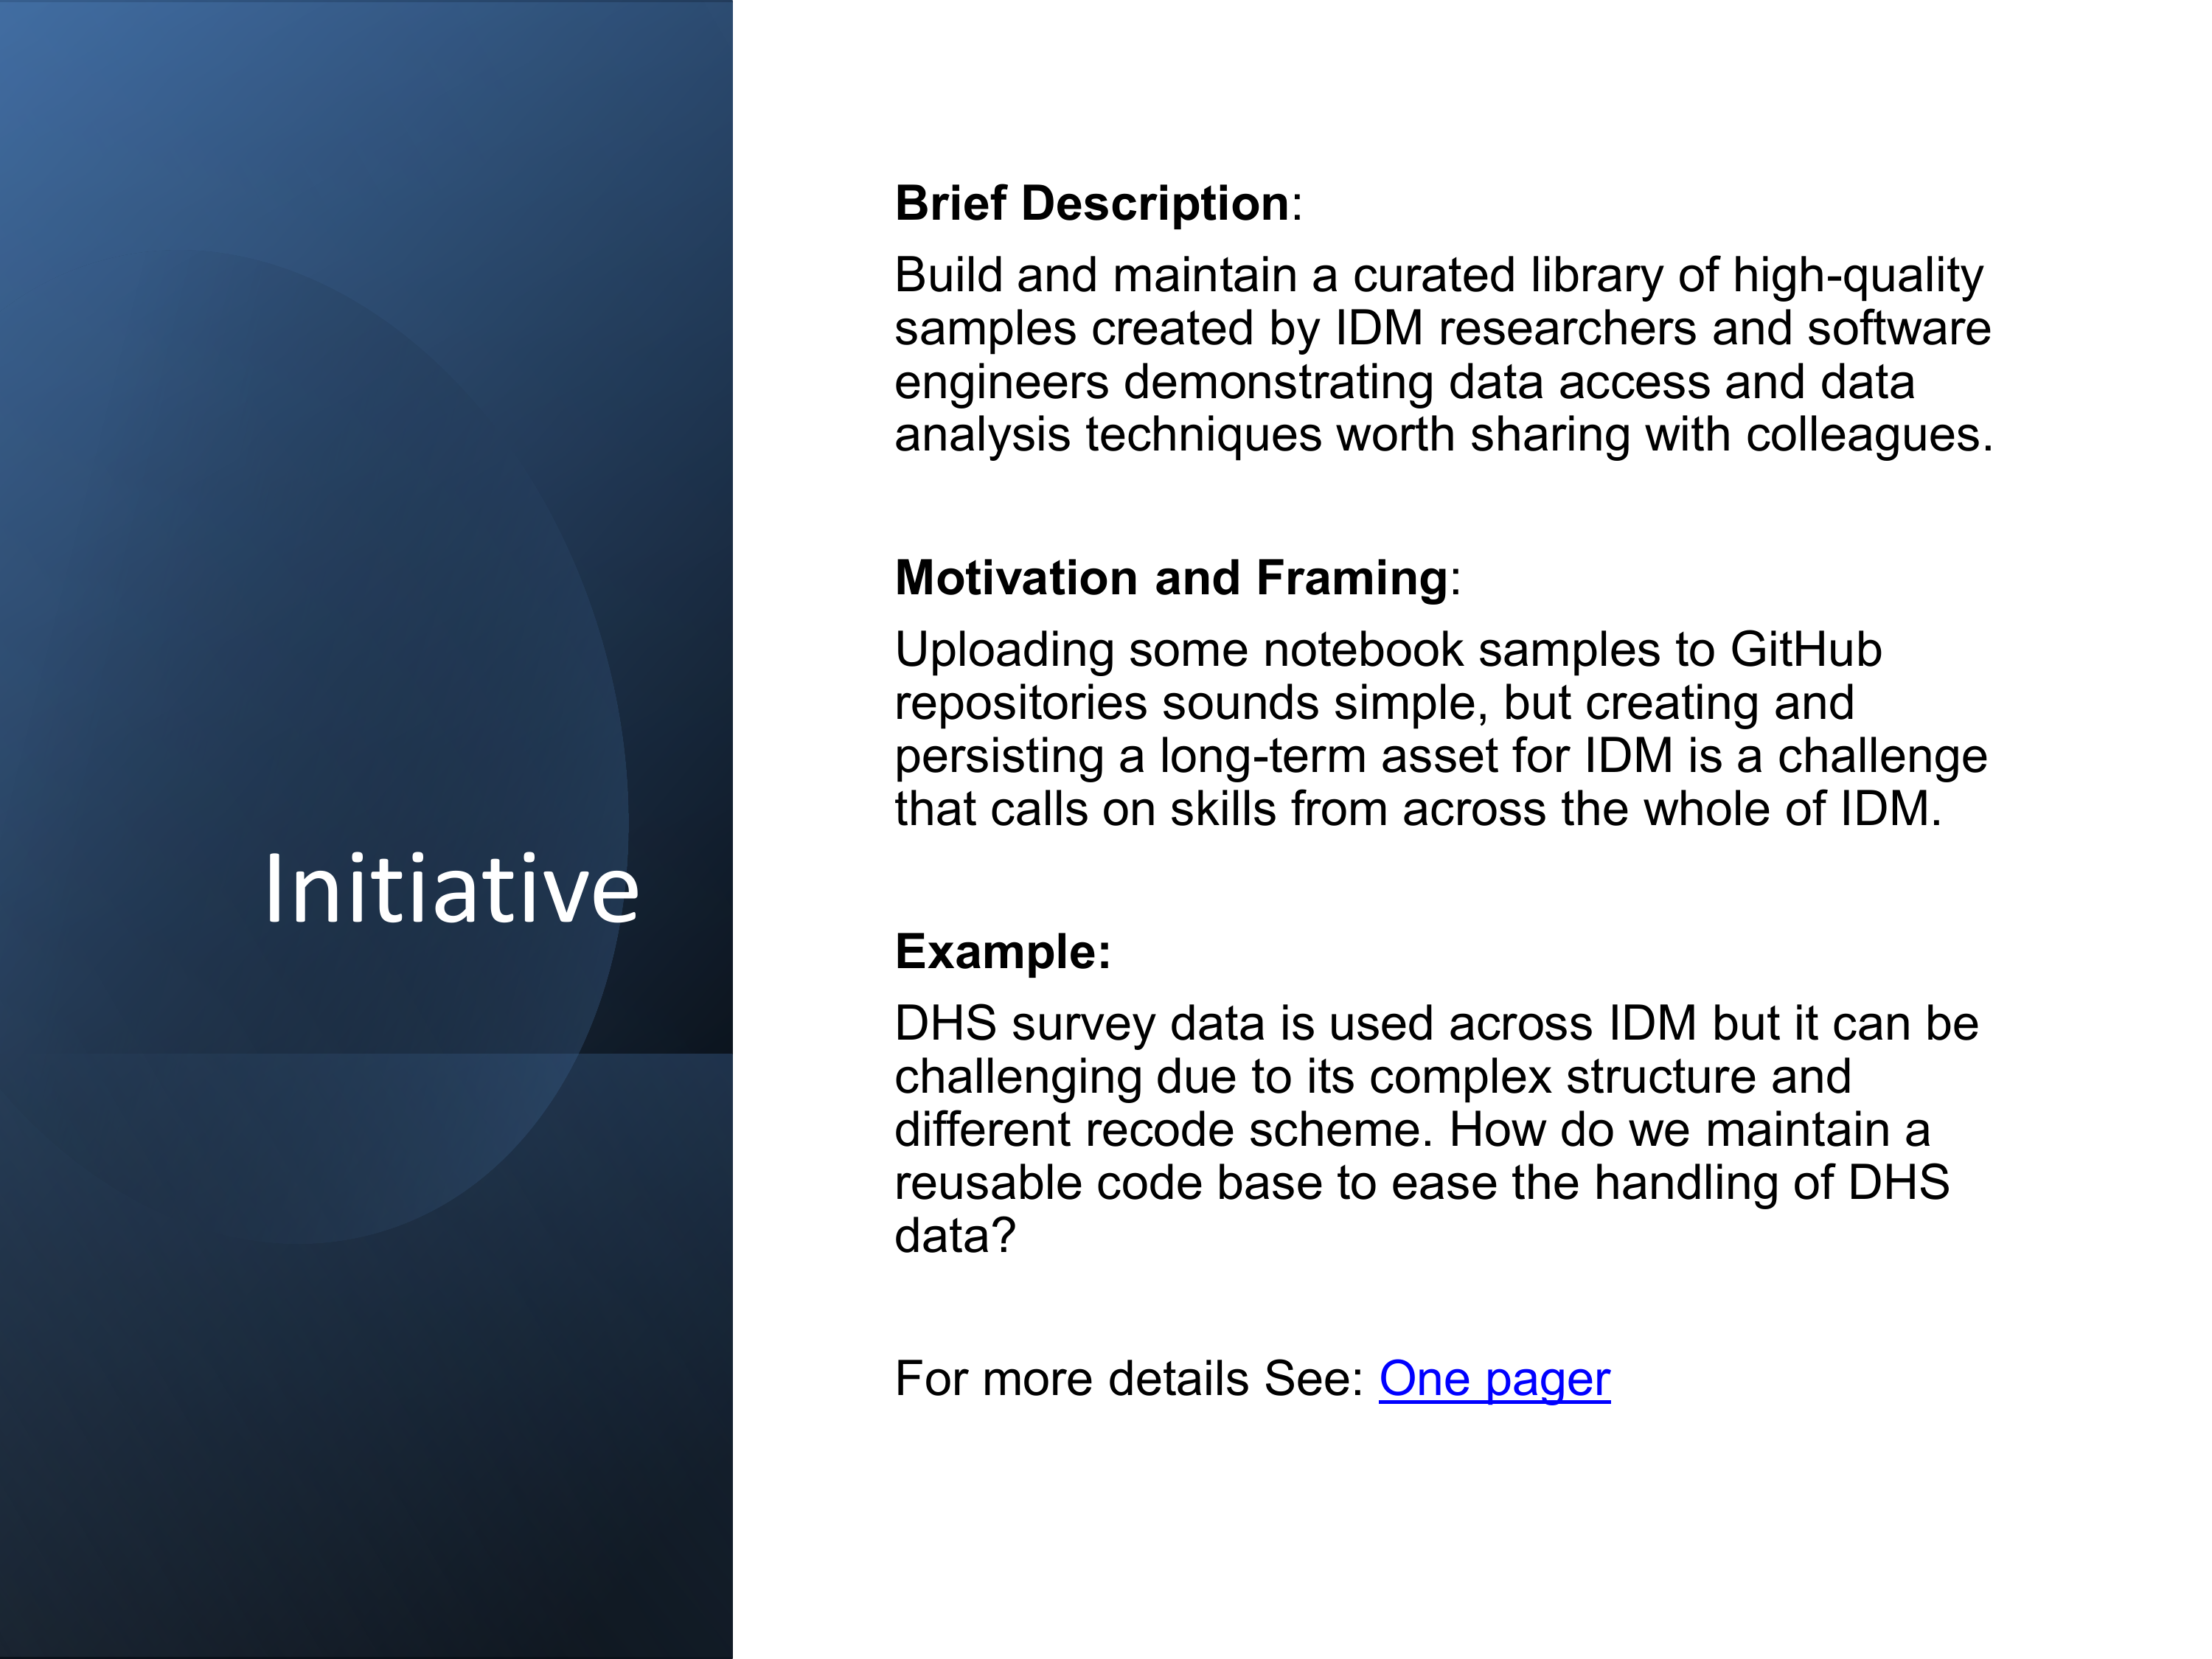 Initiative
Brief Description:
Build and maintain a curated library of high-quality
samples created by IDM researchers and software
engineers demonstrating data access and data
analysis techniques worth sharing with colleagues.
Motivation and Framing:
Uploading some notebook samples to GitHub
repositories sounds simple, but creating and
persisting a long-term asset for IDM is a challenge
that calls on skills from across the whole of IDM.
Example:
DHS survey data is used across IDM but it can be
challenging due to its complex structure and
different recode scheme. How do we maintain a
reusable code base to ease the handling of DHS
data?
For more details See: One pager